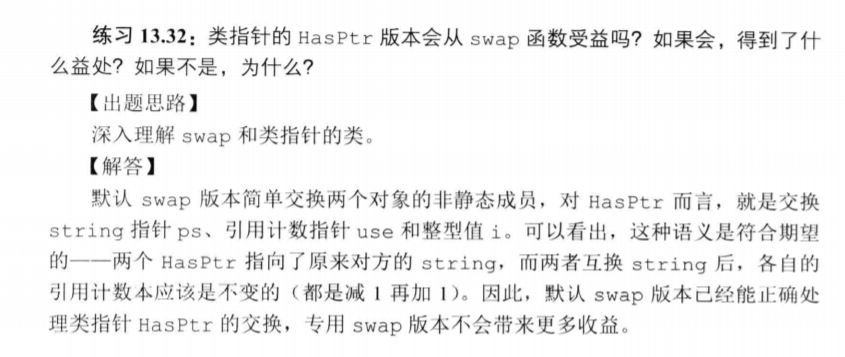 练习 13.32：类指针的 HasPtr 版本会从 swap 函数受益吗？如果会，得到了什
么益处？如果不是，为什么？
【出题思路】
深入理解 swap 和类指针的类。
【解答】
默认 swap 版本简单交换两个对象的非静态成员，对 HasPtr 而言，就是交换
string 指针 ps、引用计数指针 use 和整型值 i。可以看出，这种语义是符合期望
的——两个 HasPtr 指向了原来对方的 string，而两者互换 string 后，各自的
引用计数本应该是不变的（都是减 1 再加 1）。因此，默认 swap 版本已经能正确处
理类指针 HasPtr 的交换，专用 swap 版本不会带来更多收益。